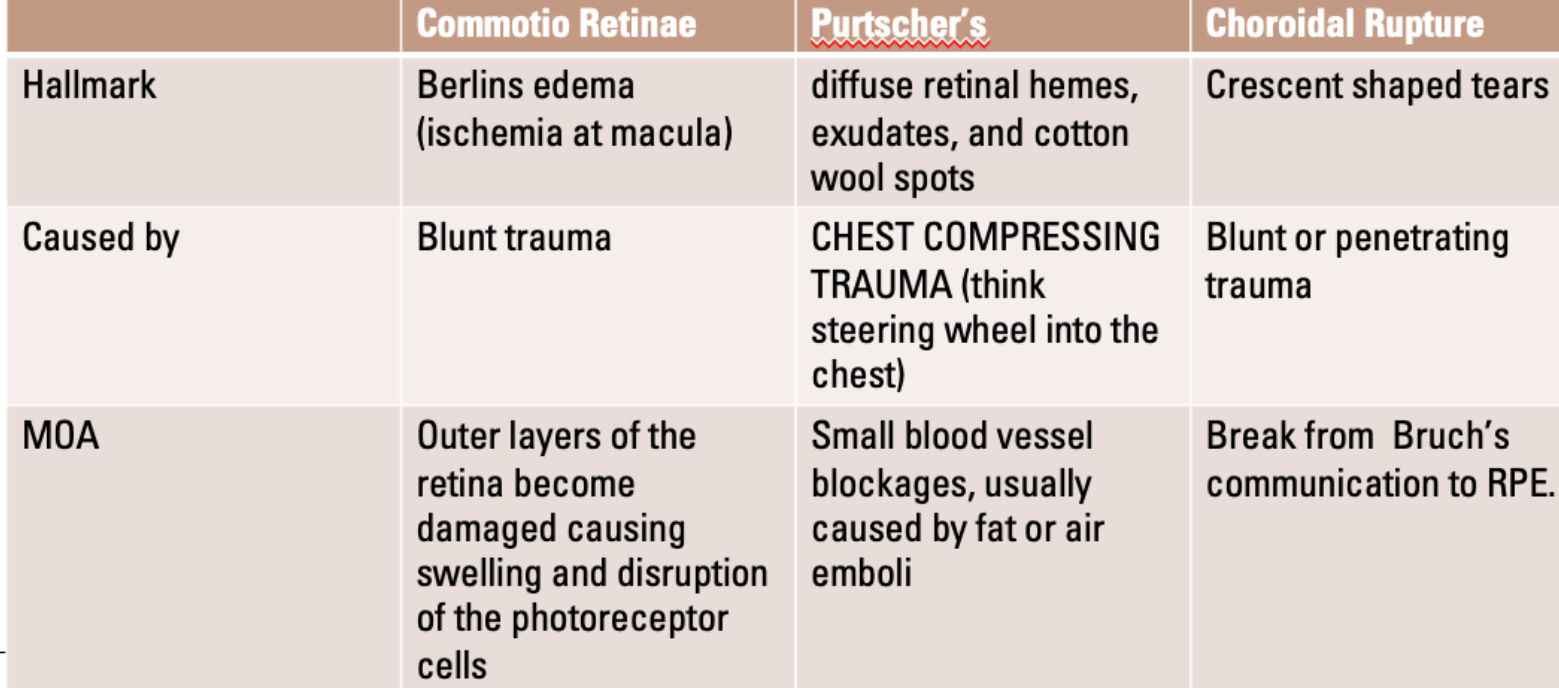 Commotio Retinae
Purtscher's
Choroidal Rupture
Hallmark
Berlins edema
(ischemia at macula)
diffuse retinal hemes,
exudates, and cotton
wool spots
Crescent shaped tears
Caused by
Blunt trauma
CHEST COMPRESSING
TRAUMA (think
steering wheel into the
chest)
Blunt or penetrating
trauma
MOA
Outer layers of the
retina become
damaged causing
swelling and disruption
of the photoreceptor
cells
Small blood vessel
blockages, usually
caused by fat or air
emboli
Break from  Bruch's
communication to RPE.